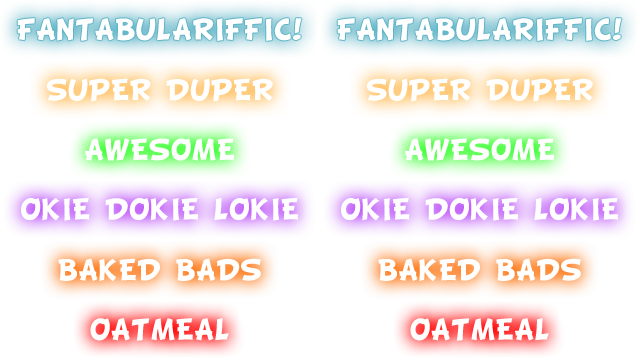 FANTABULARIFFIC! FANTABULARIFFIC!
SUPER DUPER SUPER DUPER
AWESOME AWESOME
OKIE DOKIE LOKIE OKIE DOKIE LOKIE
BAKED BADS BAKED BADS
OATMEAL OATMEAL